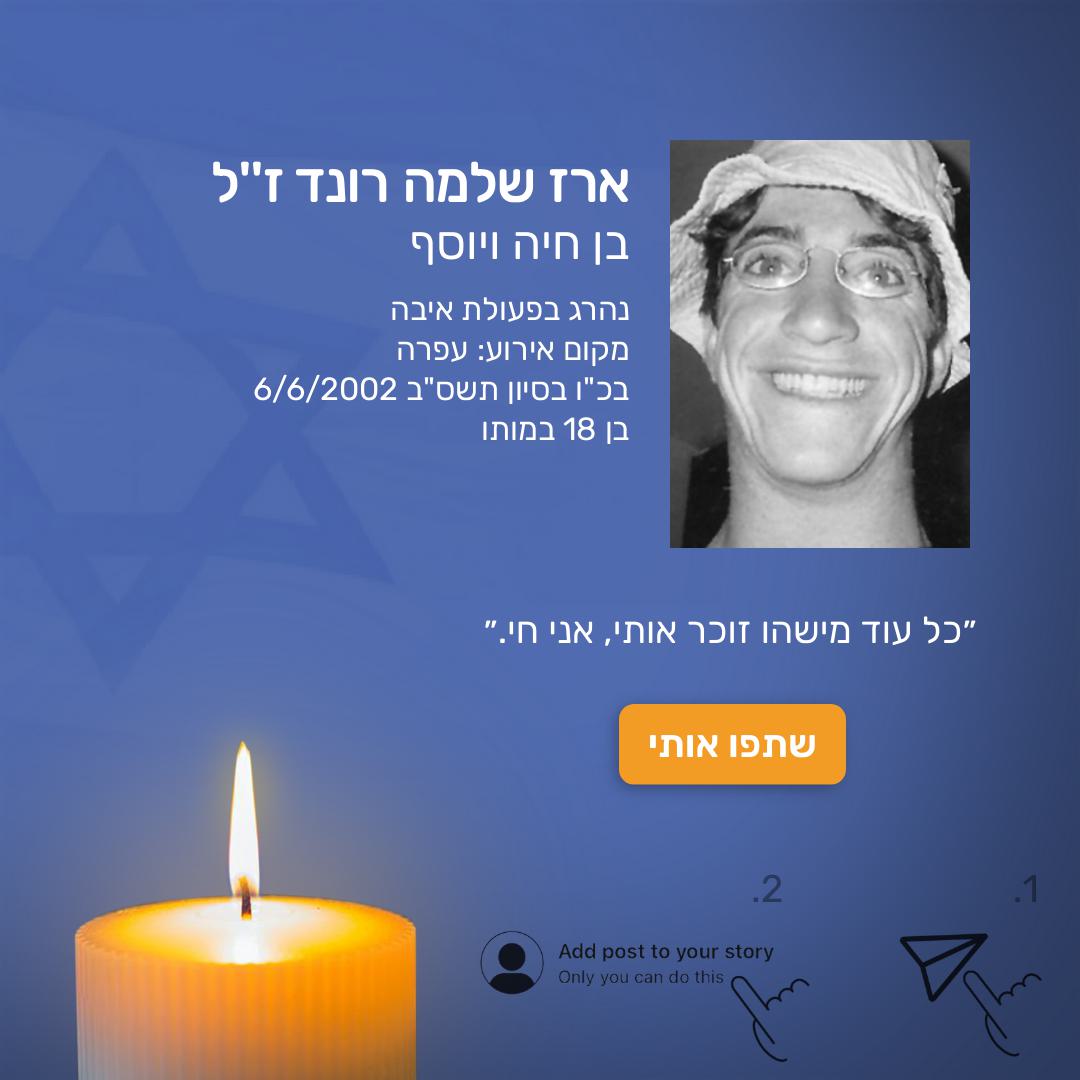 ארז שלמה רונד ז"ל
בן חיה ויוסף
נהרג בפעולת איבה
מקום אירוע: עפרה
בכ"ו בסיון תשס"ב 6/6/2002
בן 18 במותו
״כל עוד מישהו זוכר אותי, אני חי.״
שתפו אותי
1.
2.
Add post to your story
Only you can do this